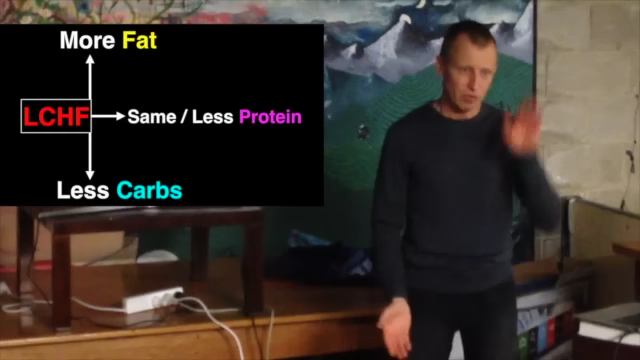 More Fat
LCHF
Same / Less Protein
Less Carbs